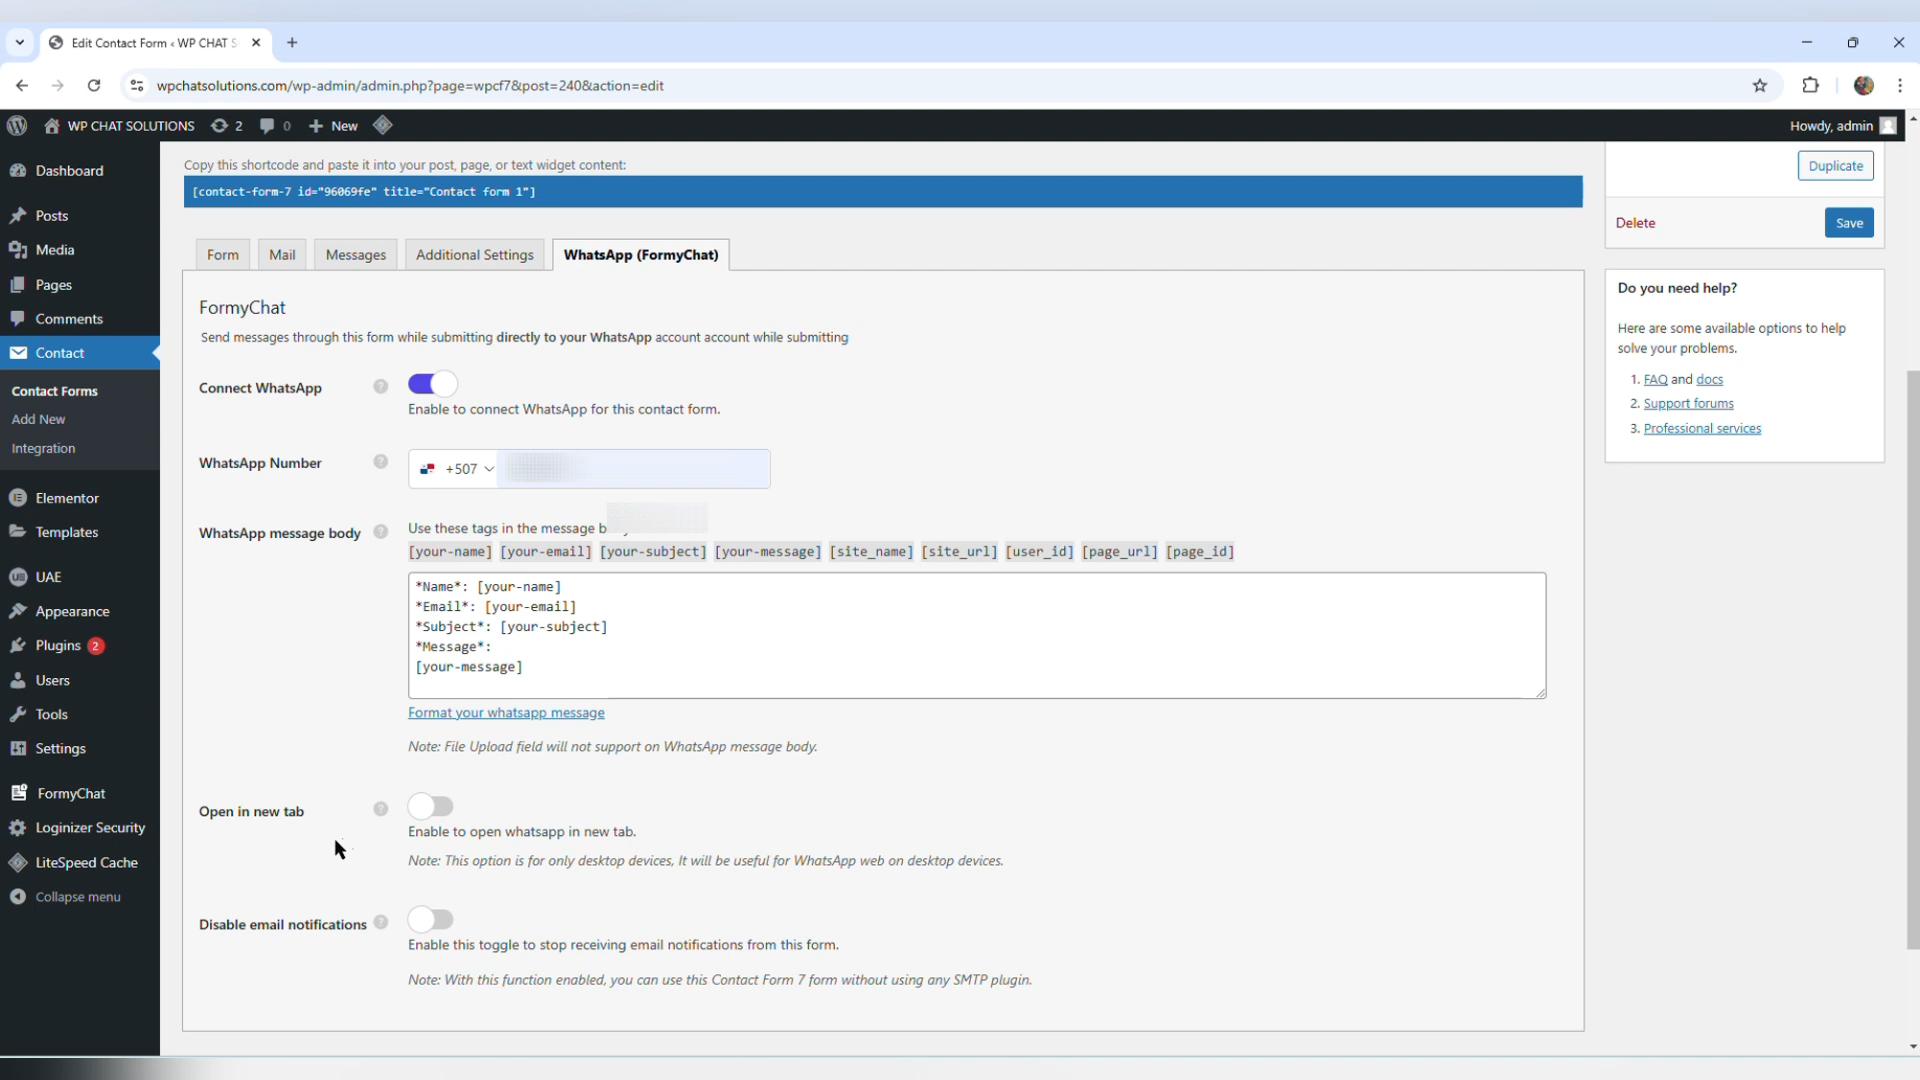 Edit Contact Form ‹ WP CHAT S
wpchatsolutions.com/wp-admin/admin.php?page=wpcf7&post=240&action=edit
WP CHAT SOLUTIONS 2 0 New
Howdy, admin
Dashboard
Posts
Media
Pages
Comments
Contact
Contact Forms
Add New
Integration
Elementor
Templates
UAE
Appearance
Plugins 2
Users
Tools
Settings
FormyChat
Loginizer Security
LiteSpeed Cache
Collapse menu
Copy this shortcode and paste it into your post, page, or text widget content:
[contact-form-7 id="96069fe" title="Contact form 1"]
Form Mail Messages Additional Settings WhatsApp (FormyChat)
FormyChat
Send messages through this form while submitting directly to your WhatsApp account account while submitting
Connect WhatsApp
Enable to connect WhatsApp for this contact form.
WhatsApp Number
+507
WhatsApp message body
Use these tags in the message
[your-name] [your-email] [your-subject] [your-message] [site_name] [site_url] [user_id] [page_url] [page_id]
*Name*: [your-name]
*Email*: [your-email]
*Subject*: [your-subject]
*Message*:
[your-message]
Format your whatsapp message
Note: File Upload field will not support on WhatsApp message body.
Open in new tab
Enable to open whatsapp in new tab.
Note: This option is for only desktop devices, It will be useful for WhatsApp web on desktop devices.
Disable email notifications
Enable this toggle to stop receiving email notifications from this form.
Note: With this function enabled, you can use this Contact Form 7 form without using any SMTP plugin.
Duplicate
Delete
Save
Do you need help?
Here are some available options to help
solve your problems.
1. FAQ and docs
2. Support forums
3. Professional services